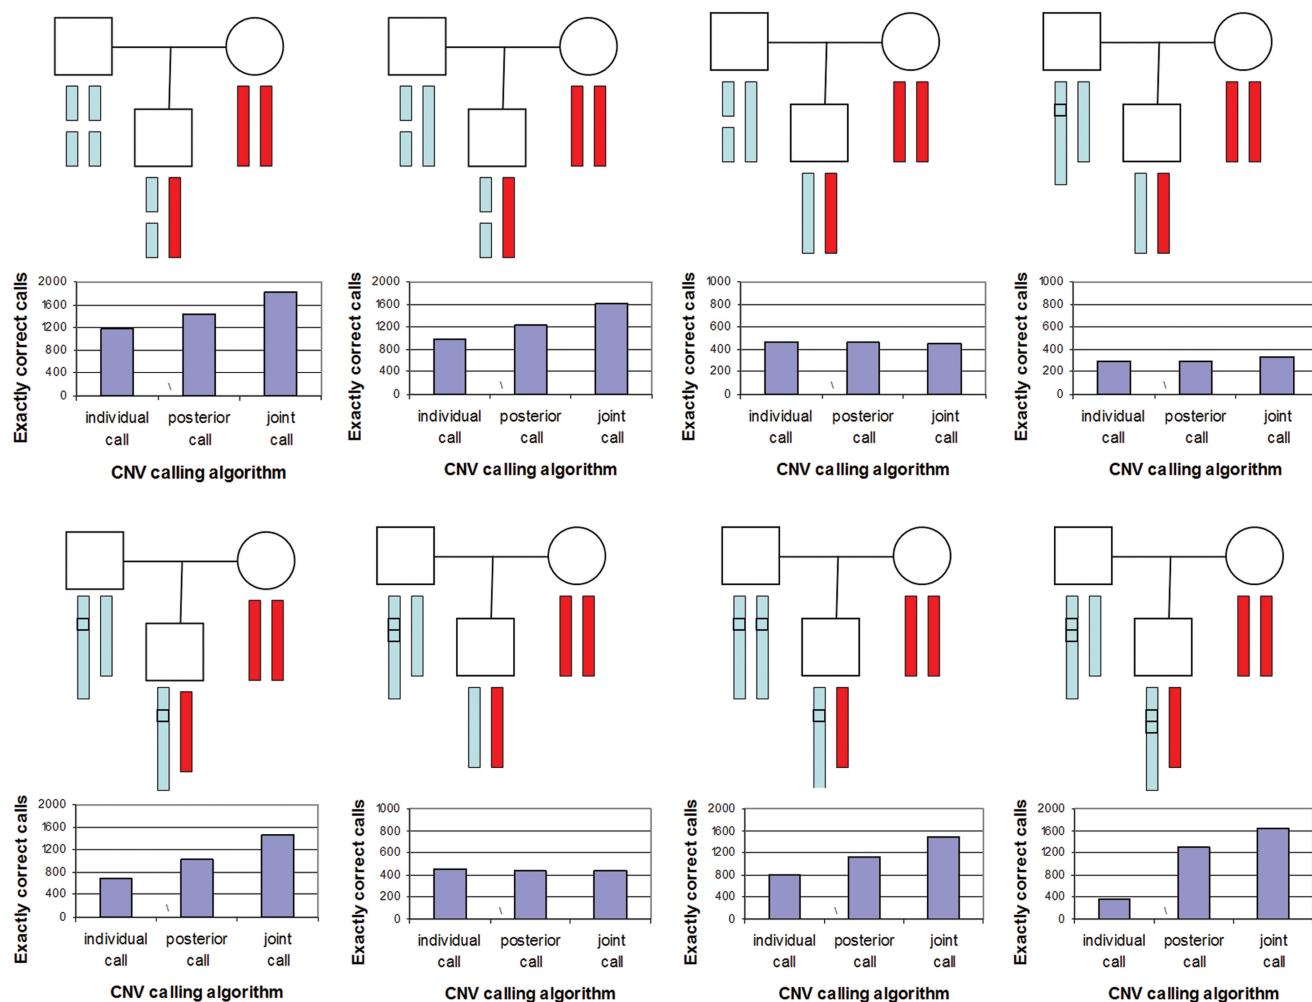 Exactly correct calls
2000
1600
1200
800
400
0
individual call
posterior call
joint call
CNV calling algorithm
Exactly correct calls
2000
1600
1200
800
400
0
individual call
posterior call
joint call
CNV calling algorithm
Exactly correct calls
1000
800
600
400
200
0
individual call
posterior call
joint call
CNV calling algorithm
Exactly correct calls
1000
800
600
400
200
0
individual call
posterior call
joint call
CNV calling algorithm
Exactly correct calls
2000
1600
1200
800
400
0
individual call
posterior call
joint call
CNV calling algorithm
Exactly correct calls
1000
800
600
400
200
0
individual call
posterior call
joint call
CNV calling algorithm
Exactly correct calls
2000
1600
1200
800
400
0
individual call
posterior call
joint call
CNV calling algorithm
Exactly correct calls
2000
1600
1200
800
400
0
individual call
posterior call
joint call
CNV calling algorithm